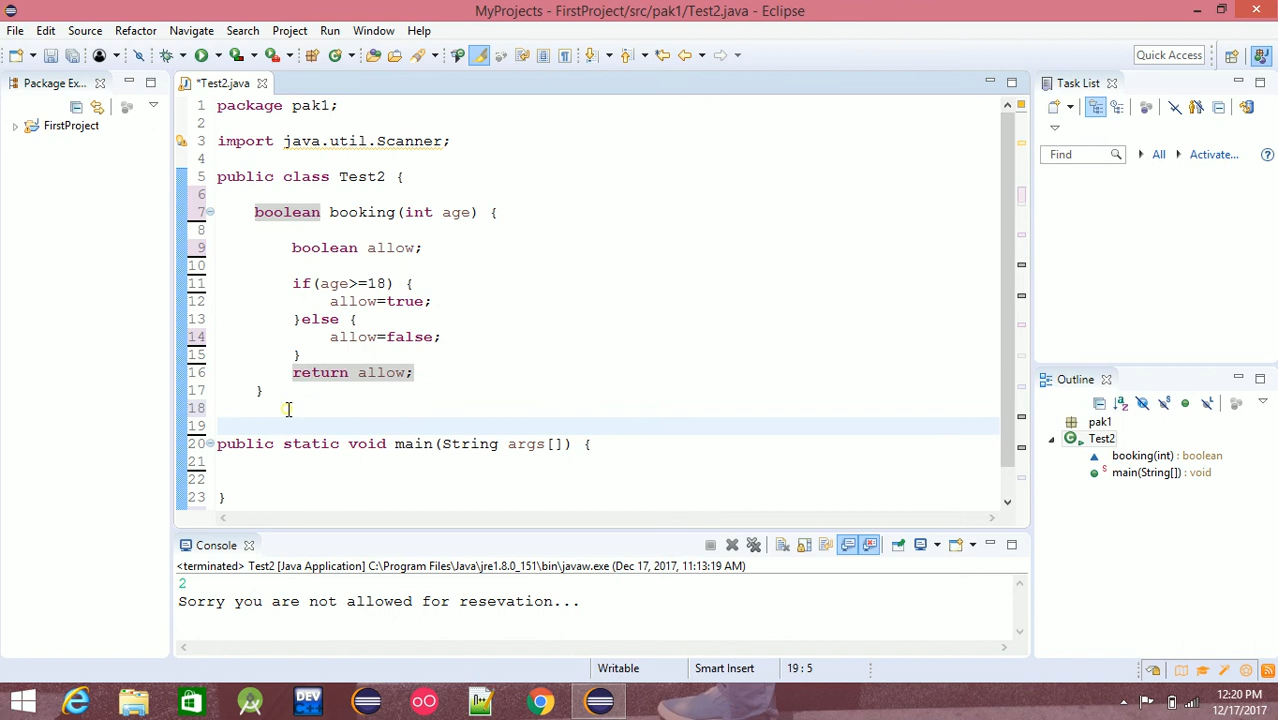 MyProjects - FirstProject/src/pak1/Test2.java - Eclipse
File Edit Source Refactor Navigate Search Project Run Window Help
Quick Access
Package Ex...
*Test2.java
Task List
FirstProject
Find
All
Activate...
1 package pak1;
2
3 import java.util.Scanner;
4
5 public class Test2 {
6
7 boolean booking(int age) {
8
9 boolean allow;
10
11 if(age>=18) {
12 allow=true;
13 }else {
14 allow=false;
15 }
16 return allow;
17 }
18
19
20 public static void main(String args[]) {
21
22
23 }
Outline
pak1
Test2
booking(int) : boolean
main(String[]) : void
Console
<terminated> Test2 [Java Application] C:\Program Files\Java\jre1.8.0_151\bin\javaw.exe (Dec 17, 2017, 11:13:19 AM)
2
Sorry you are not allowed for resevation...
Writable
Smart Insert
19 : 5
DEV
12:20 PM
12/17/2017